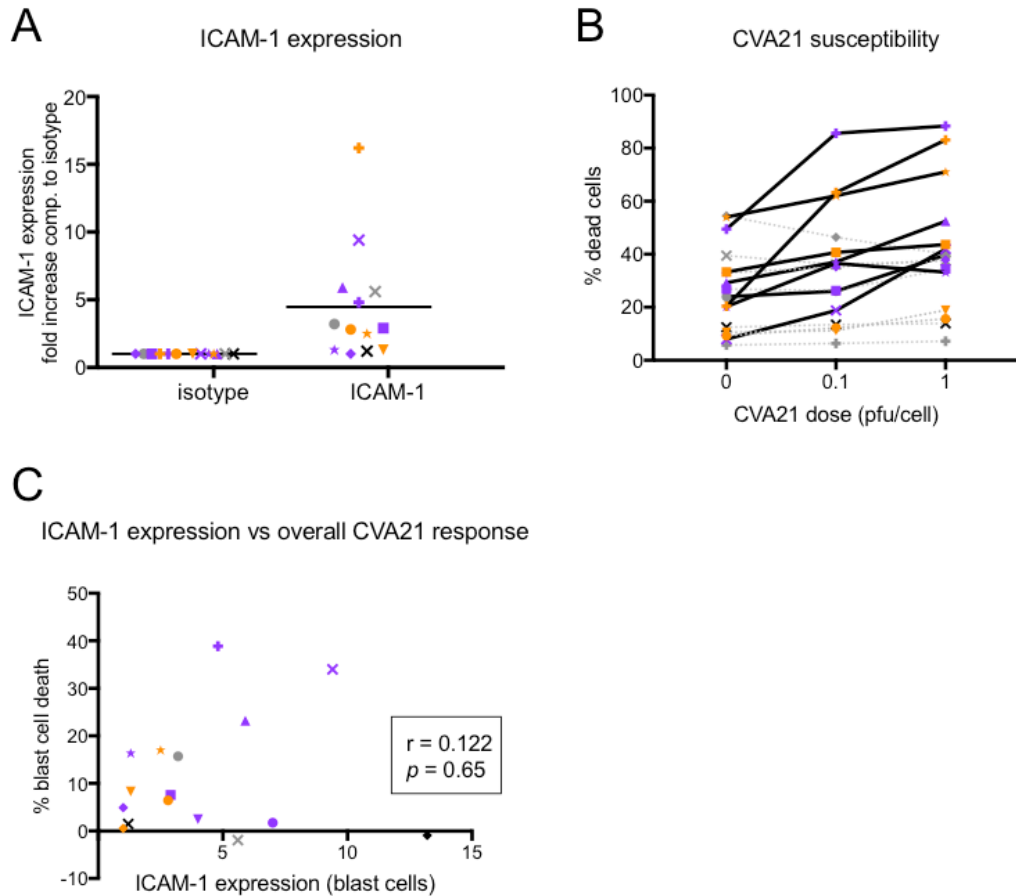 A
ICAM-1 expression
ICAM-1 expression
fold increase comp. to isotype
20
15
10
5
0
isotype
ICAM-1
B
CVA21 susceptibility
% dead cells
100
80
60
40
20
0
0
0.1
1
CVA21 dose (pfu/cell)
C
ICAM-1 expression vs overall CVA21 response
% blast cell death
50
40
30
20
10
0
-10
5
10
15
r = 0.122
p = 0.65
ICAM-1 expression (blast cells)